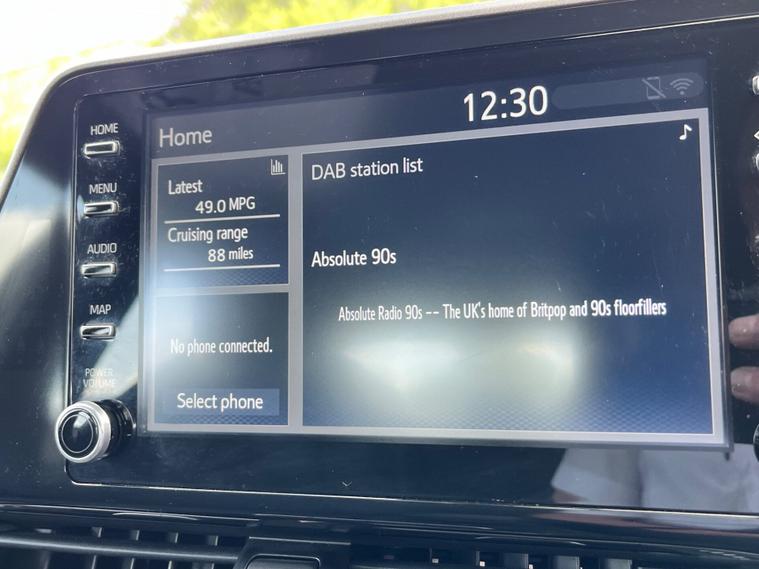 12:30
Home
HOME
MENU
AUDIO
MAP
POWER
VOLUME
Latest
49.0 MPG
Cruising range
88 miles
No phone connected.
Select phone
DAB station list
Absolute 90s
Absolute Radio 90s -- The UK's home of Britpop and 90s floorfillers